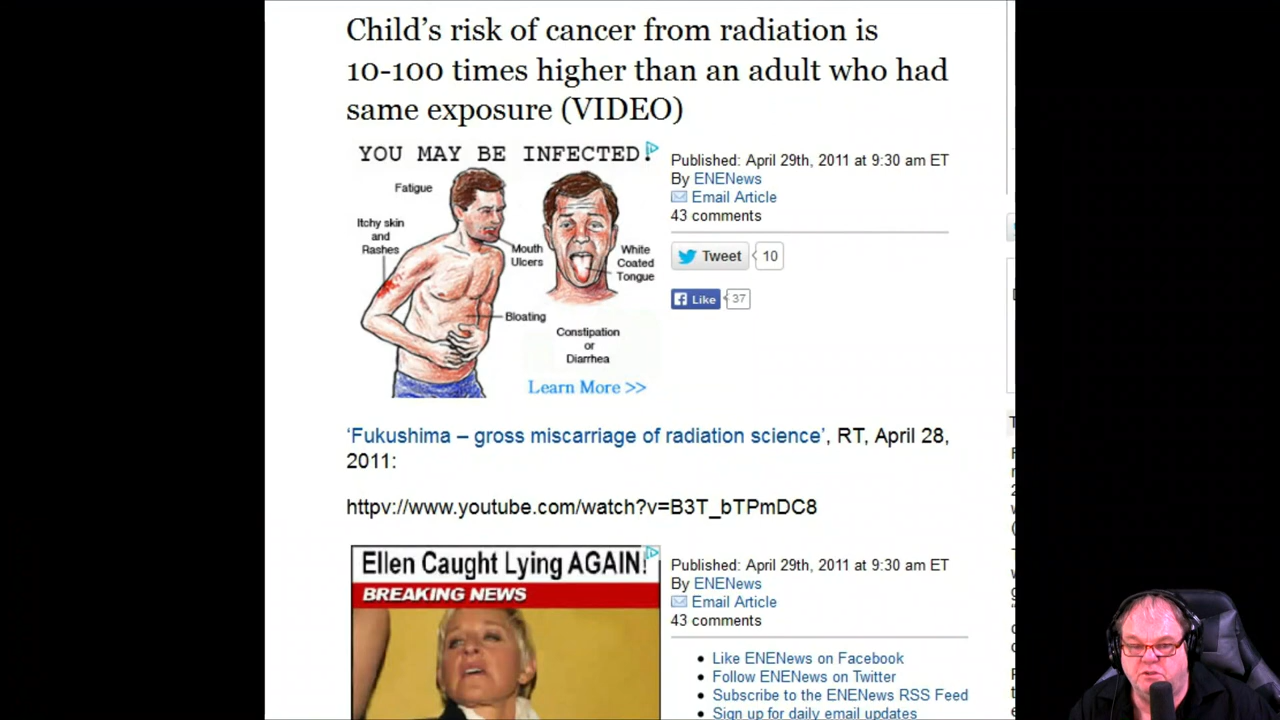 Child's risk of cancer from radiation is
10-100 times higher than an adult who had
same exposure (VIDEO)
YOU MAY BE INFECTED!
Fatigue
Itchy skin
and
Rashes
Mouth
Ulcers
White
Coated
Tongue
Bloating
Constipation
or
Diarrhea
Learn More >>
Published: April 29th, 2011 at 9:30 am ET
By ENENews
Email Article
43 comments
Tweet 10
Like 37
'Fukushima – gross miscarriage of radiation science', RT, April 28,
2011:
httpv://www.youtube.com/watch?v=B3T_bTPmDC8
Ellen Caught Lying AGAIN!
BREAKING NEWS
Published: April 29th, 2011 at 9:30 am ET
By ENENews
Email Article
43 comments
• Like ENENews on Facebook
• Follow ENENews on Twitter
• Subscribe to the ENENews RSS Feed
• Sign up for daily email updates